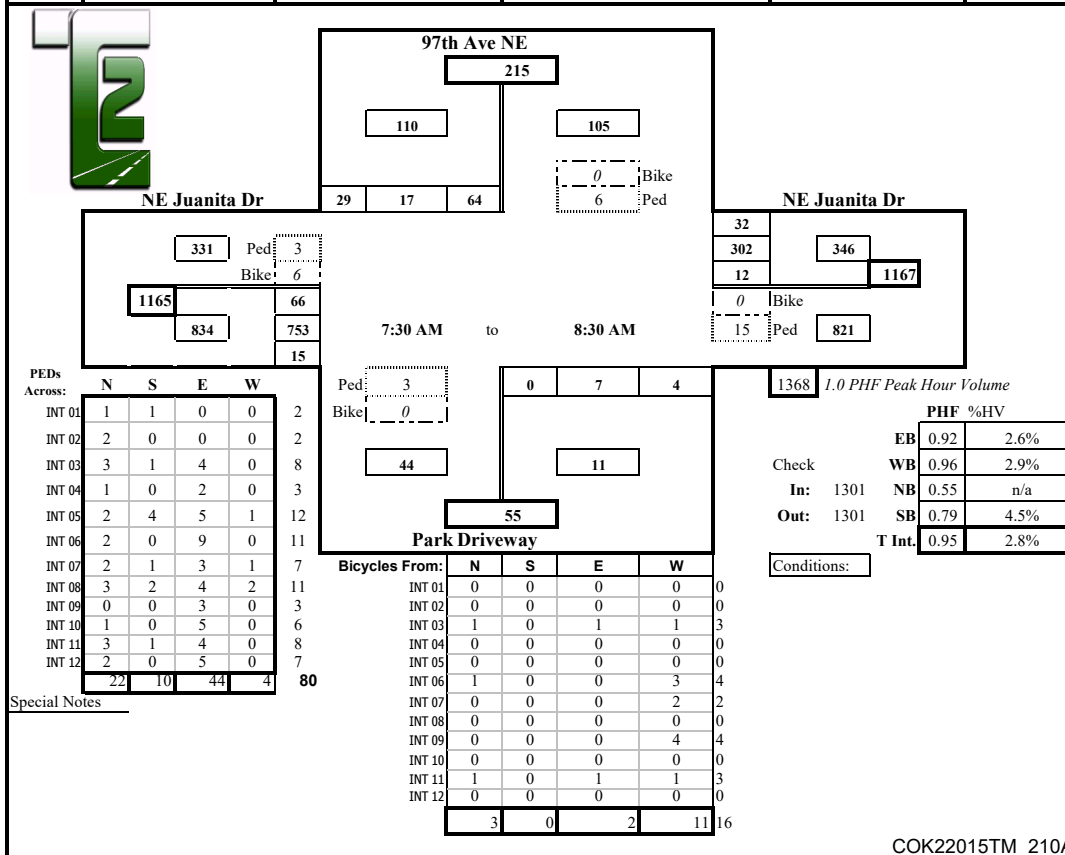 T2
97th Ave NE
215
110 105
0 Bike
6 Ped
NE Juanita Dr 29 17 64 NE Juanita Dr
32
331 Ped 3 302 346
Bike 6 12 1167
1165 66 0 Bike
834 753 7:30 AM to 8:30 AM 15 Ped 821
15
PEDs
Across: N S E W Ped 3 0 7 4 1368 1.0 PHF Peak Hour Volume
INT 01 1 1 0 0 2 Bike 0 PHF %HV
INT 02 2 0 0 0 2 EB 0.92 2.6%
INT 03 3 1 4 0 8 44 11 Check WB 0.96 2.9%
INT 04 1 0 2 0 3 In: 1301 NB 0.55 n/a
INT 05 2 4 5 1 12 55 Out: 1301 SB 0.79 4.5%
INT 06 2 0 9 0 11 Park Driveway T Int. 0.95 2.8%
INT 07 2 1 3 1 7 Bicycles From: N S E W Conditions:
INT 08 3 2 4 2 11 INT 01 0 0 0 0 0
INT 09 0 0 3 0 3 INT 02 0 0 0 0 0
INT 10 1 0 5 0 6 INT 03 1 0 1 1 3
INT 11 3 1 4 0 8 INT 04 0 0 0 0 0
INT 12 2 0 5 0 7 INT 05 0 0 0 0 0
22 10 44 4 80 INT 06 1 0 0 3 4
Special Notes INT 07 0 0 0 2 2
INT 08 0 0 0 0 0
INT 09 0 0 0 4 4
INT 10 0 0 0 0 0
INT 11 1 0 1 1 3
INT 12 0 0 0 0 0
3 0 2 11 16
COK22015TM_210A